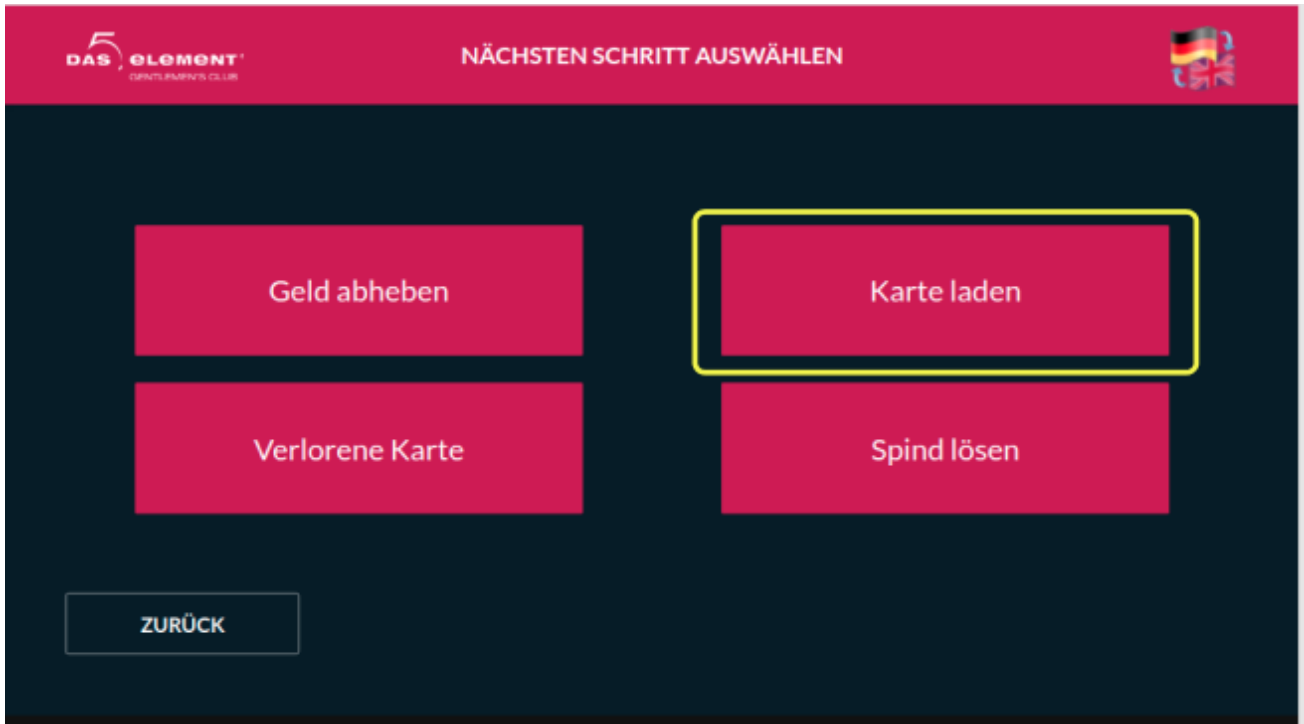 DAS 5 ELEMENT
GENTLEMEN'S CLUB
NÄCHSTEN SCHRITT AUSWÄHLEN
Geld abheben
Karte laden
Verlorene Karte
Spind lösen
ZURÜCK